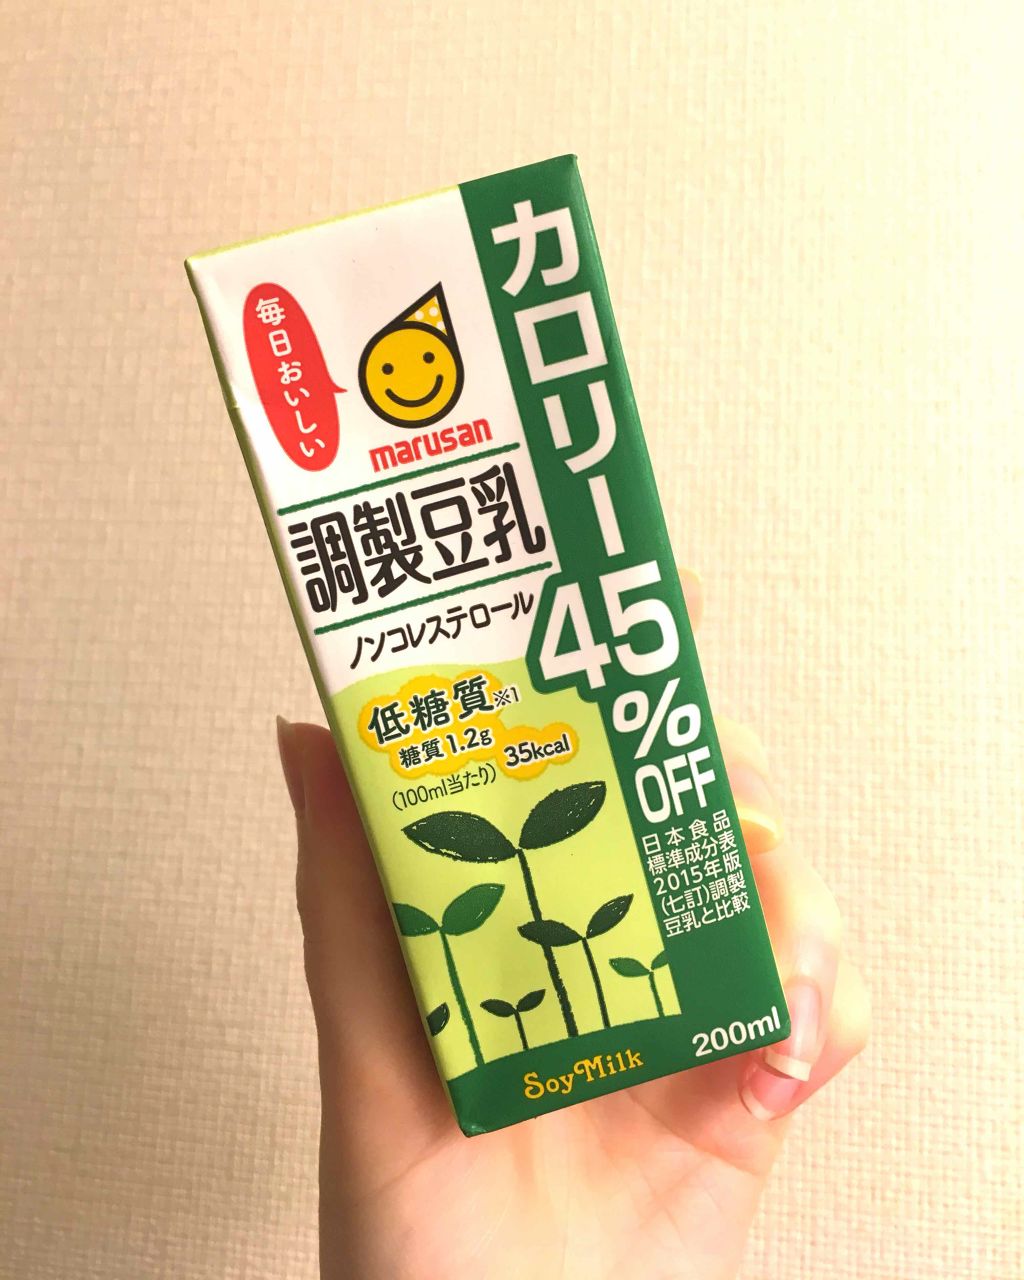 毎日おいしい
marusan
調製豆乳
ノンコレステロール
低糖質※1
糖質1.2g
35kcal
(100ml当たり)
カロリー45%OFF
日本食品
標準成分表
2015年版
(七訂)調製
豆乳と比較
Soy Milk
200ml